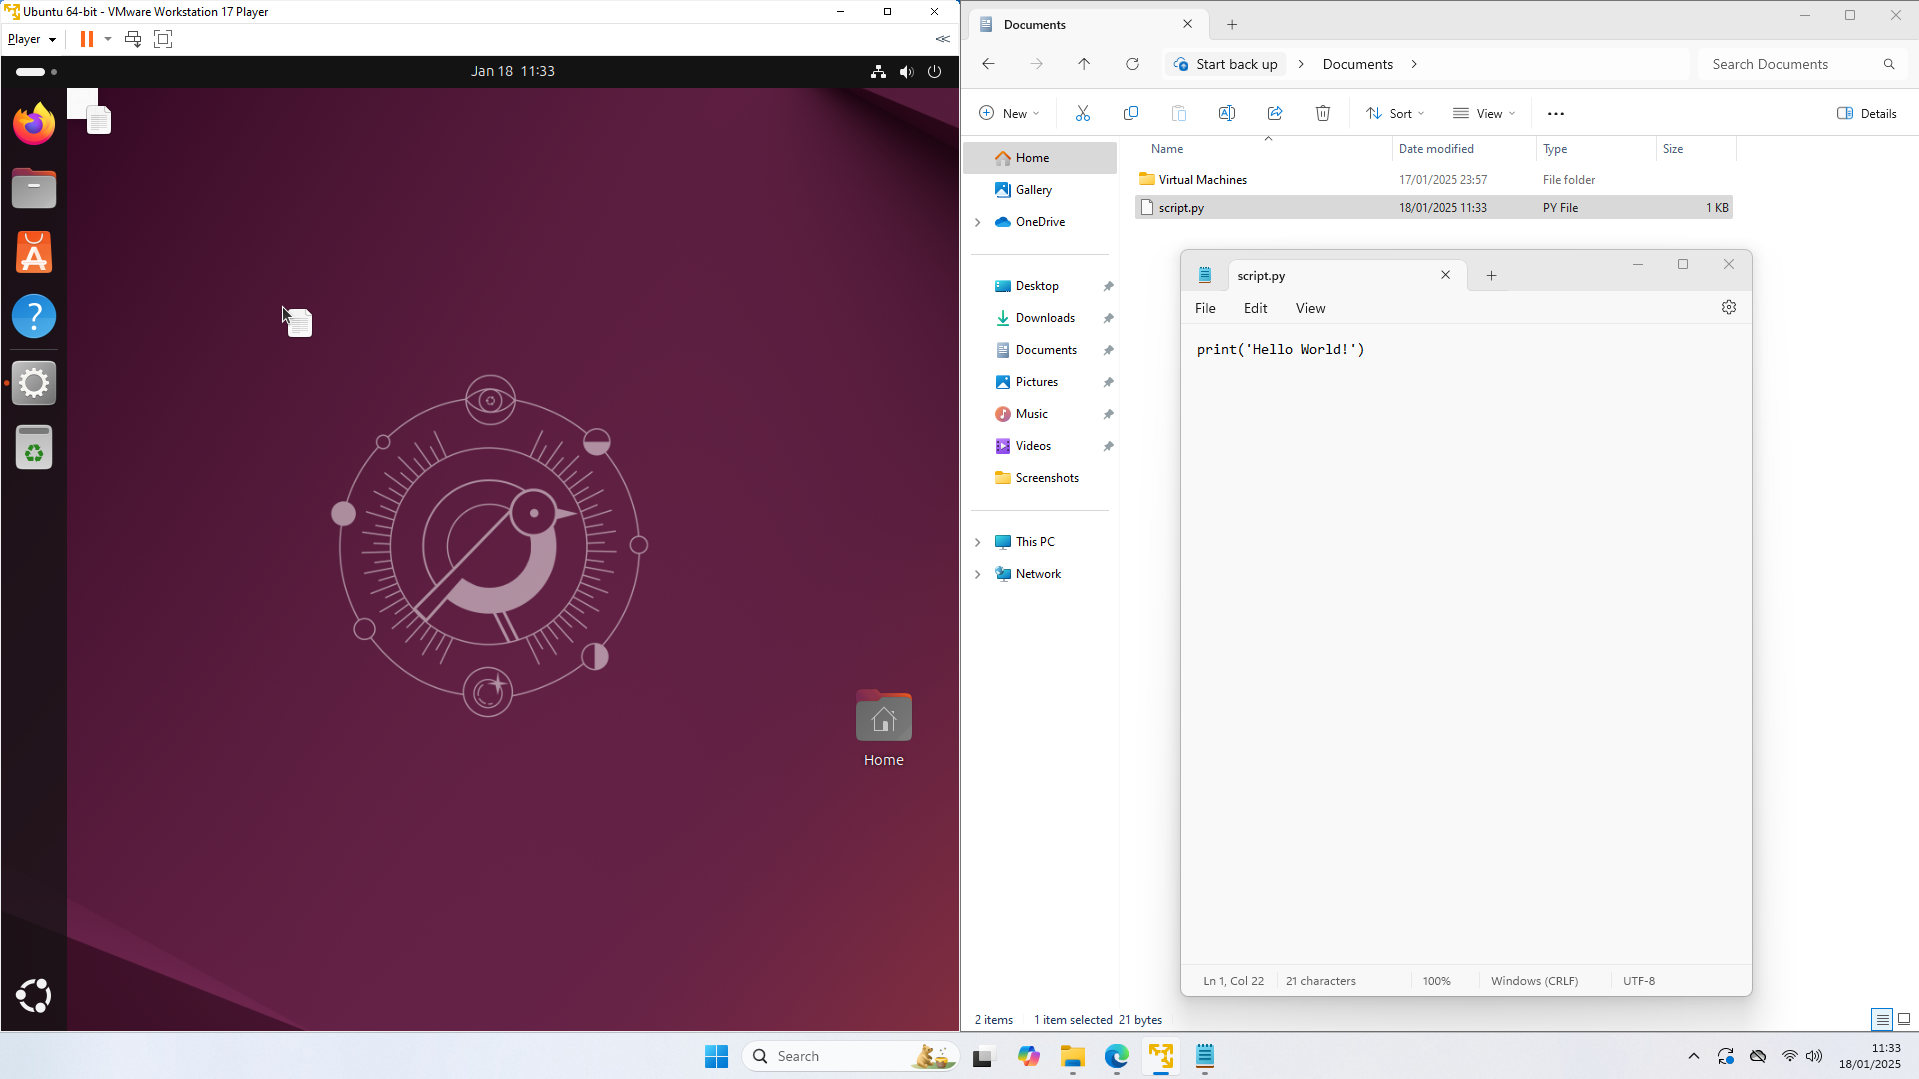 Ubuntu 64-bit - VMware Workstation 17 Player
Player
Jan 18 11:33
Home
Documents
Start back up
Documents
Search Documents
New
Sort
View
Details
Name
Date modified
Type
Size
Home
Gallery
OneDrive
Desktop
Downloads
Documents
Pictures
Music
Videos
Screenshots
This PC
Network
Virtual Machines
17/01/2025 23:57
File folder
script.py
18/01/2025 11:33
PY File
1 KB
script.py
File
Edit
View
print('Hello World!')
Ln 1, Col 22
21 characters
100%
Windows (CRLF)
UTF-8
2 items
1 item selected 21 bytes
Search
11:33
18/01/2025